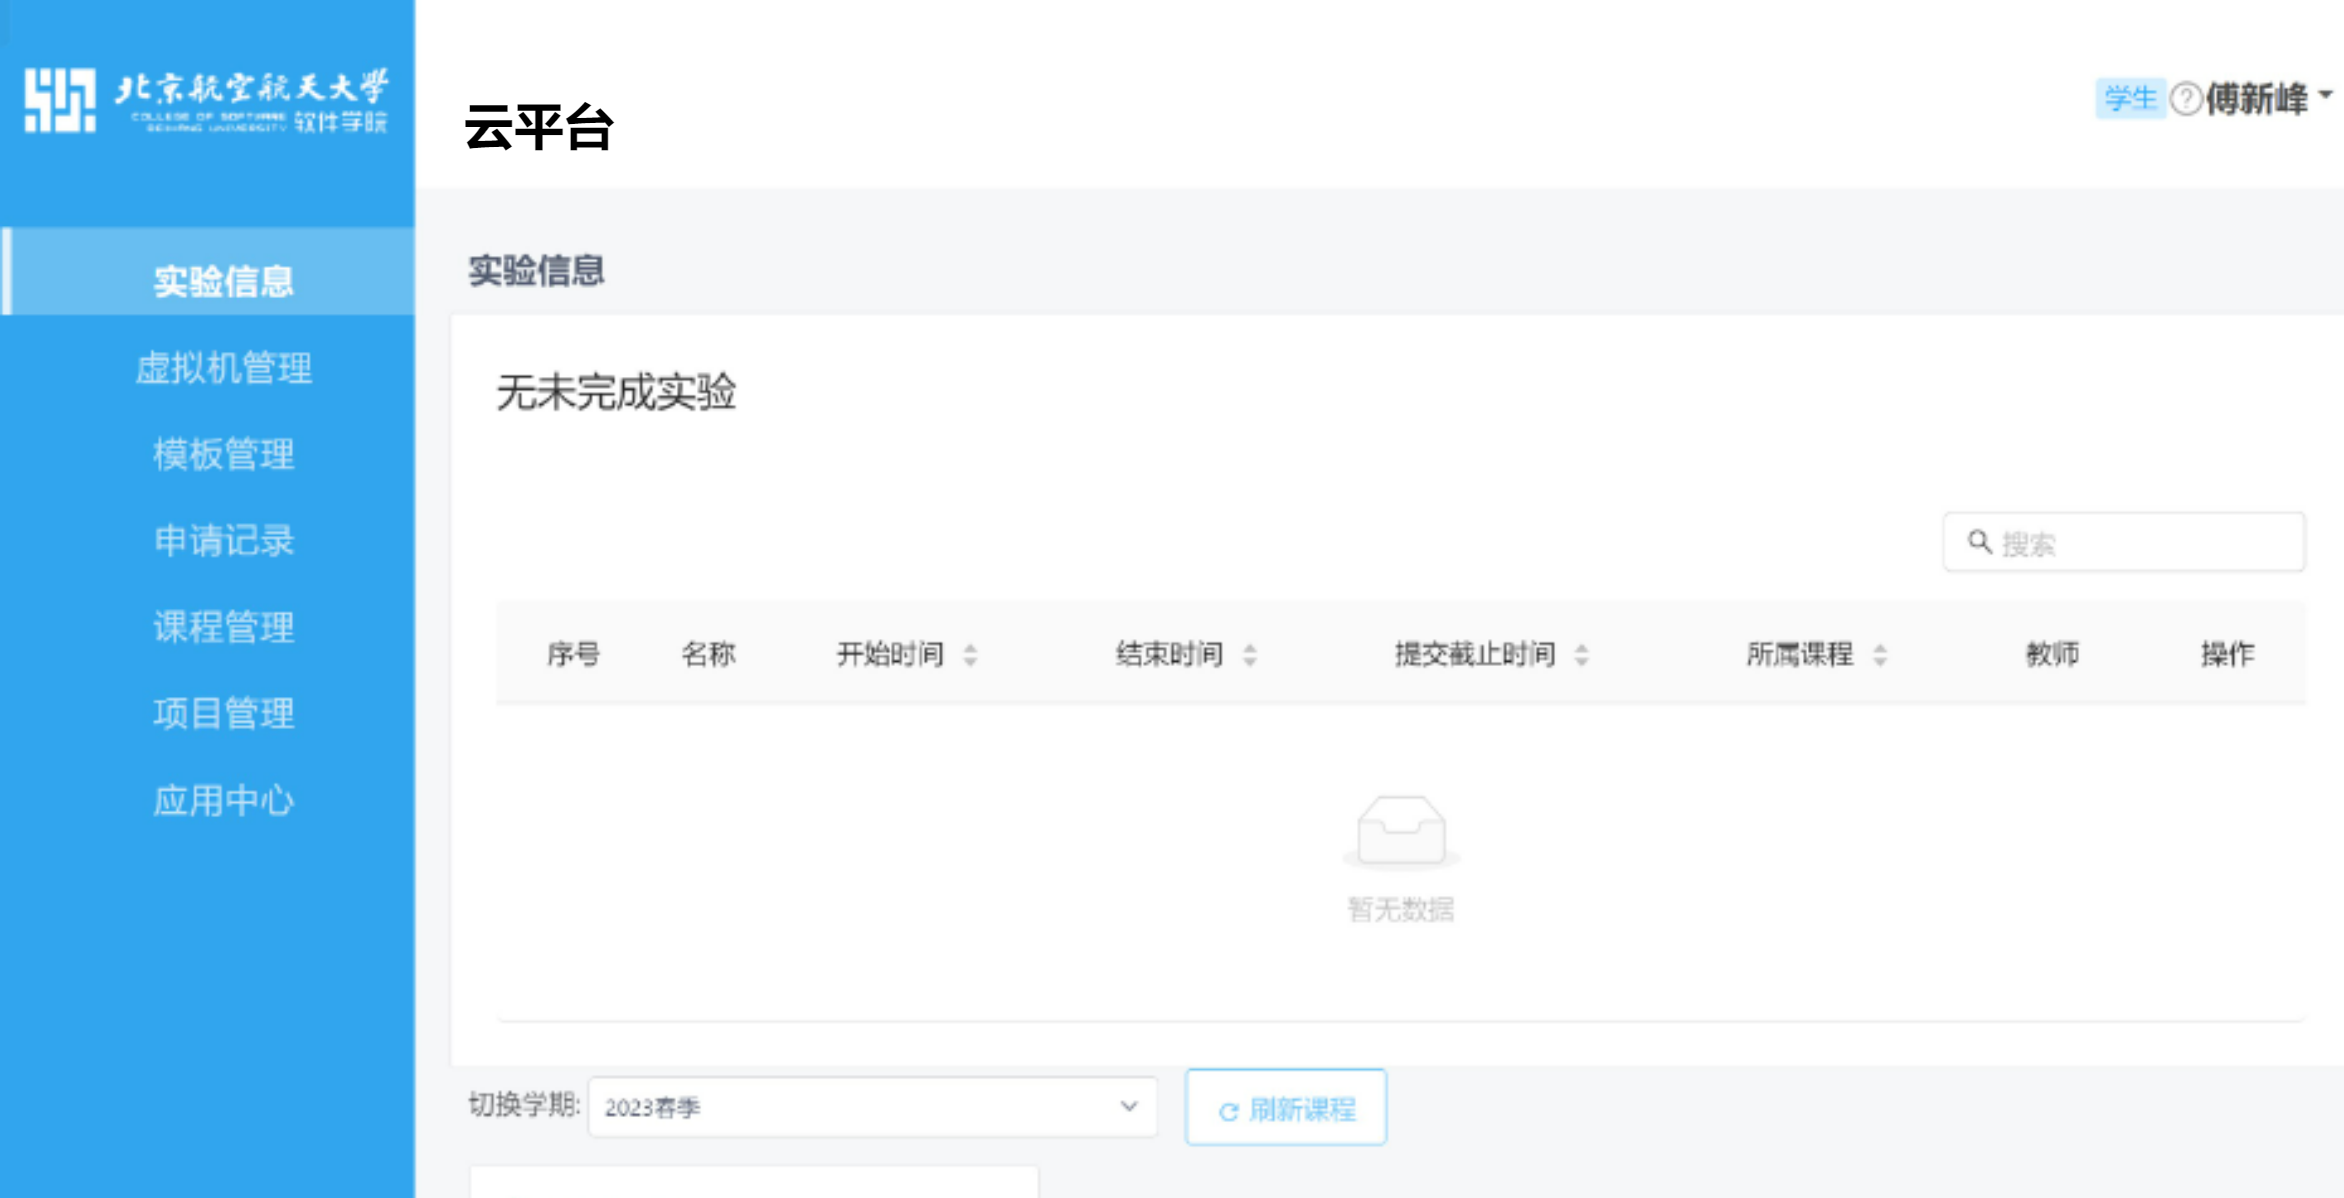 北京航空航天大學
COLLEGE OF SOFTWARE
BEIHANG UNIVERSITY 软件学院
云平台
学生 傅新峰
实验信息
虚拟机管理
模板管理
申请记录
课程管理
项目管理
应用中心
实验信息
无未完成实验
搜索
序号 名称 开始时间 结束时间 提交截止时间 所属课程 教师 操作
暂无数据
切换学期: 2023春季 刷新课程